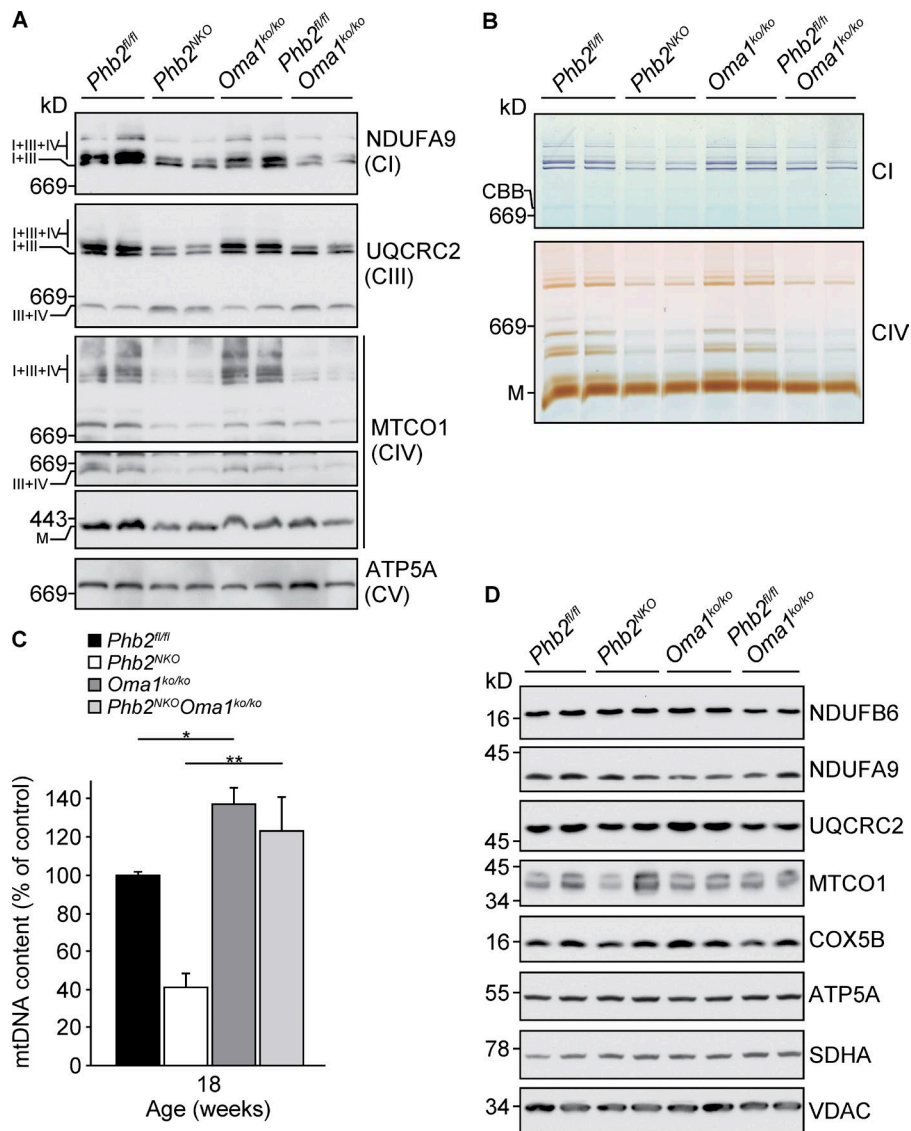 A
Phb2fl/fl
Phb2NKO
Oma1ko/ko
Phb2fl/fl
Oma1ko/ko
kD
I+III+IV
I+III
669
NDUFA9
(CI)
I+III+IV
I+III
669
III+IV
UQCRC2
(CIII)
I+III+IV
669
669
III+IV
443
M
MTCO1
(CIV)
669
ATP5A
(CV)
B
Phb2fl/fl
Phb2NKO
Oma1ko/ko
Phb2fl/fl
Oma1ko/ko
kD
CBB
669
CI
669
M
CIV
C
Phb2fl/fl
Phb2NKO
Oma1ko/ko
Phb2NKOOma1ko/ko
*
**
mtDNA content (% of control)
140
120
100
80
60
40
20
0
18
Age (weeks)
D
Phb2fl/fl
Phb2NKO
Oma1ko/ko
Phb2fl/fl
Oma1ko/ko
kD
16
NDUFB6
45
NDUFA9
45
UQCRC2
45
34
MTCO1
16
COX5B
55
ATP5A
78
SDHA
34
VDAC